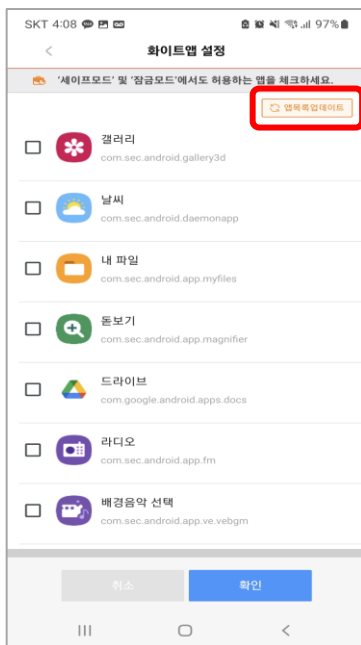 SKT 4:08
97%
화이트앱 설정
'세이프모드' 및 '잠금모드'에서도 허용하는 앱을 체크하세요.
앱목록업데이트
갤러리
com.sec.android.gallery3d
날씨
com.sec.android.daemonapp
내 파일
com.sec.android.app.myfiles
돋보기
com.sec.android.app.magnifier
드라이브
com.google.android.apps.docs
라디오
com.sec.android.app.fm
배경음악 선택
com.sec.android.app.ve.vebgm
취소
확인